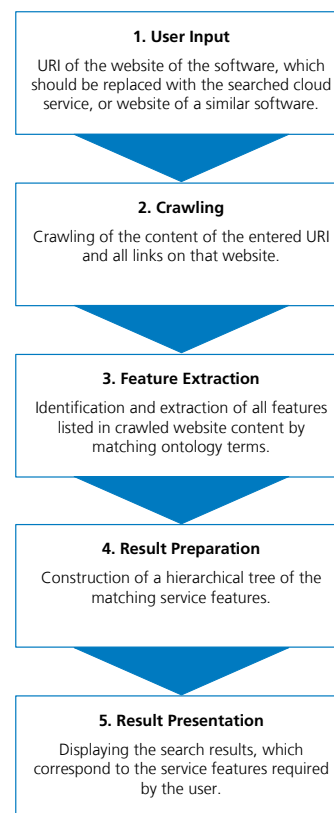 1. User Input
URI of the website of the software, which
should be replaced with the searched cloud
service, or website of a similar software.
2. Crawling
Crawling of the content of the entered URI
and all links on that website.
3. Feature Extraction
Identification and extraction of all features
listed in crawled website content by
matching ontology terms.
4. Result Preparation
Construction of a hierarchical tree of the
matching service features.
5. Result Presentation
Displaying the search results, which
correspond to the service features required
by the user.